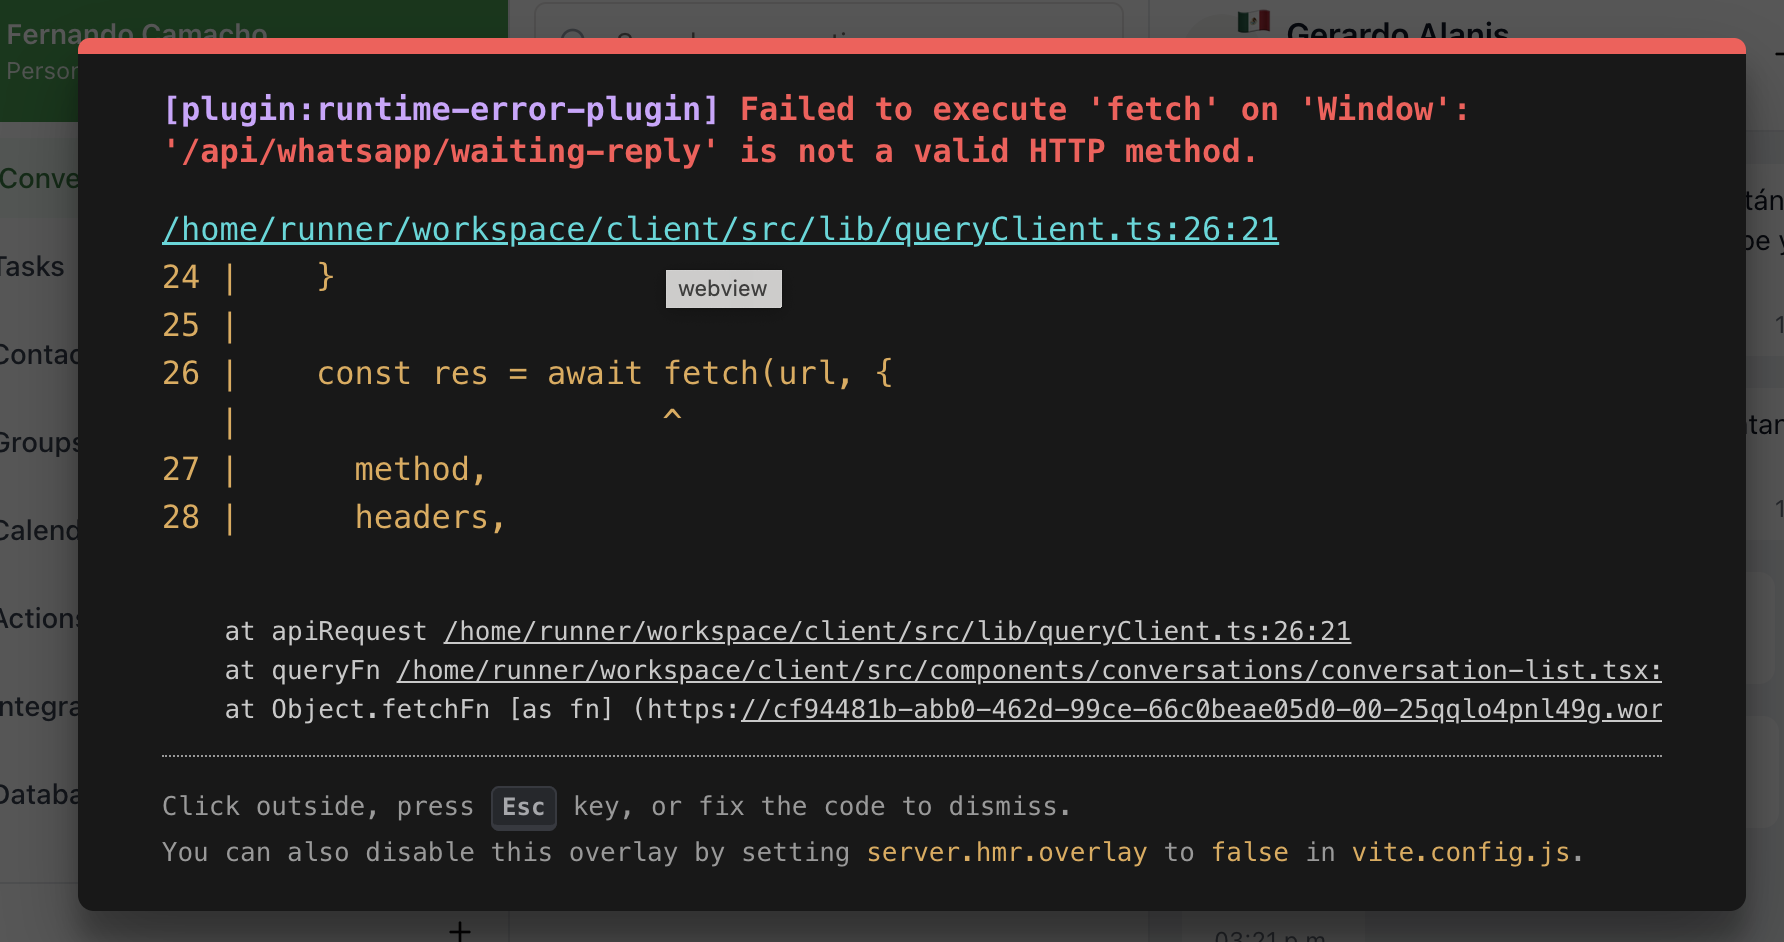 Fernando Camacho
Person
Gerardo Alanis
[plugin:runtime-error-plugin] Failed to execute 'fetch' on 'Window':
'/api/whatsapp/waiting-reply' is not a valid HTTP method.
/home/runner/workspace/client/src/lib/queryClient.ts:26:21
24 |    }
webview
25 |
26 |    const res = await fetch(url, {
   |                      ^
27 |      method,
28 |      headers,
at apiRequest /home/runner/workspace/client/src/lib/queryClient.ts:26:21
at queryFn /home/runner/workspace/client/src/components/conversations/conversation-list.tsx:
at Object.fetchFn [as fn] (https://cf94481b-abb0-462d-99ce-66c0beae05d0-00-25qqlo4pnl49g.wor
Click outside, press Esc key, or fix the code to dismiss.
You can also disable this overlay by setting server.hmr.overlay to false in vite.config.js.
Conve
Tasks
Contac
Groups
Calend
Actions
ntegra
Databa
+
03:21 p.m.